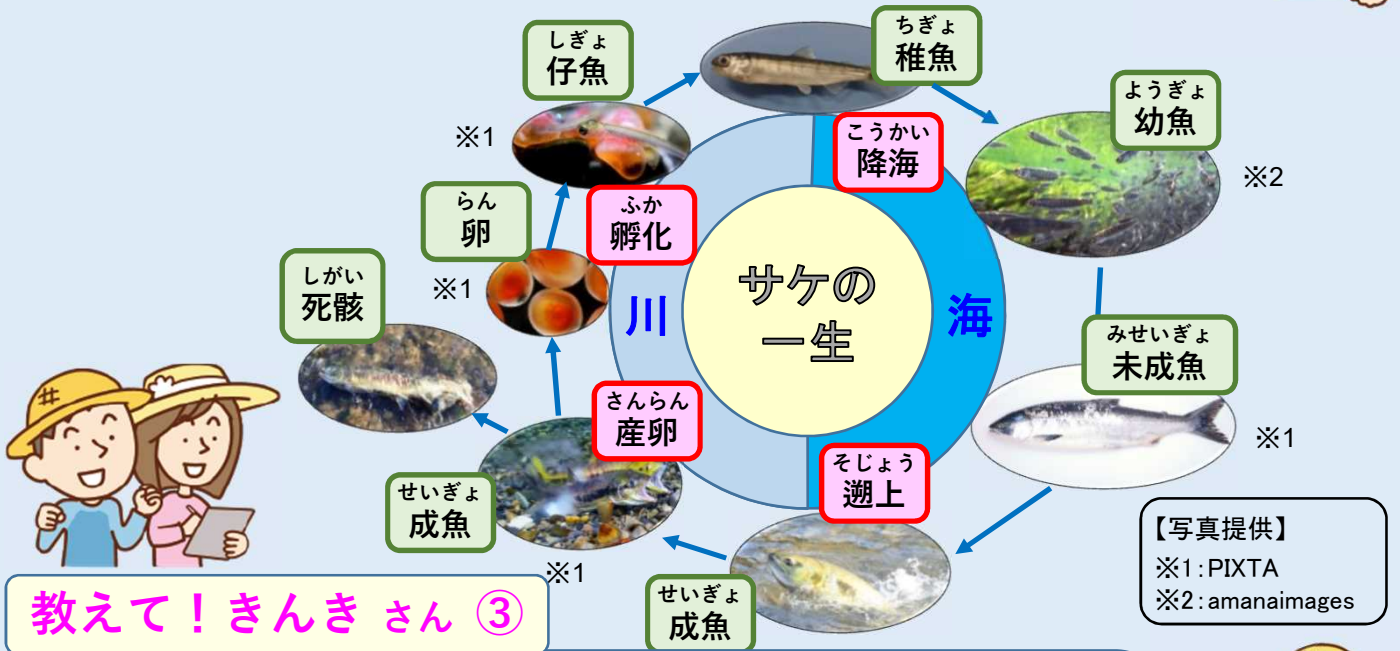 しぎょ
仔魚
ちぎょ
稚魚
ようぎょ
幼魚
※1
こうかい
降海
※2
らん
卵
ふか
孵化
サケの
一生
しがい
死骸
※1
川
海
みせいぎょ
未成魚
さんらん
産卵
※1
せいぎょ
成魚
そじょう
遡上
※1
せいぎょ
成魚
【写真提供】
※1:PIXTA
※2:amanaimages
教えて！きんき さん ③